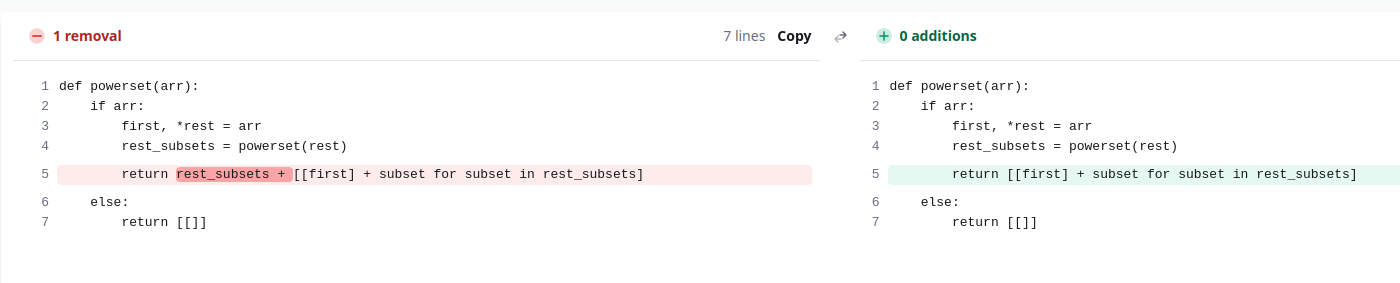 1 removal
7 lines Copy
1 def powerset(arr):
2     if arr:
3         first, *rest = arr
4         rest_subsets = powerset(rest)
5         return rest_subsets + [[first] + subset for subset in rest_subsets]
6     else:
7         return [[]]
0 additions
1 def powerset(arr):
2     if arr:
3         first, *rest = arr
4         rest_subsets = powerset(rest)
5         return [[first] + subset for subset in rest_subsets]
6     else:
7         return [[]]